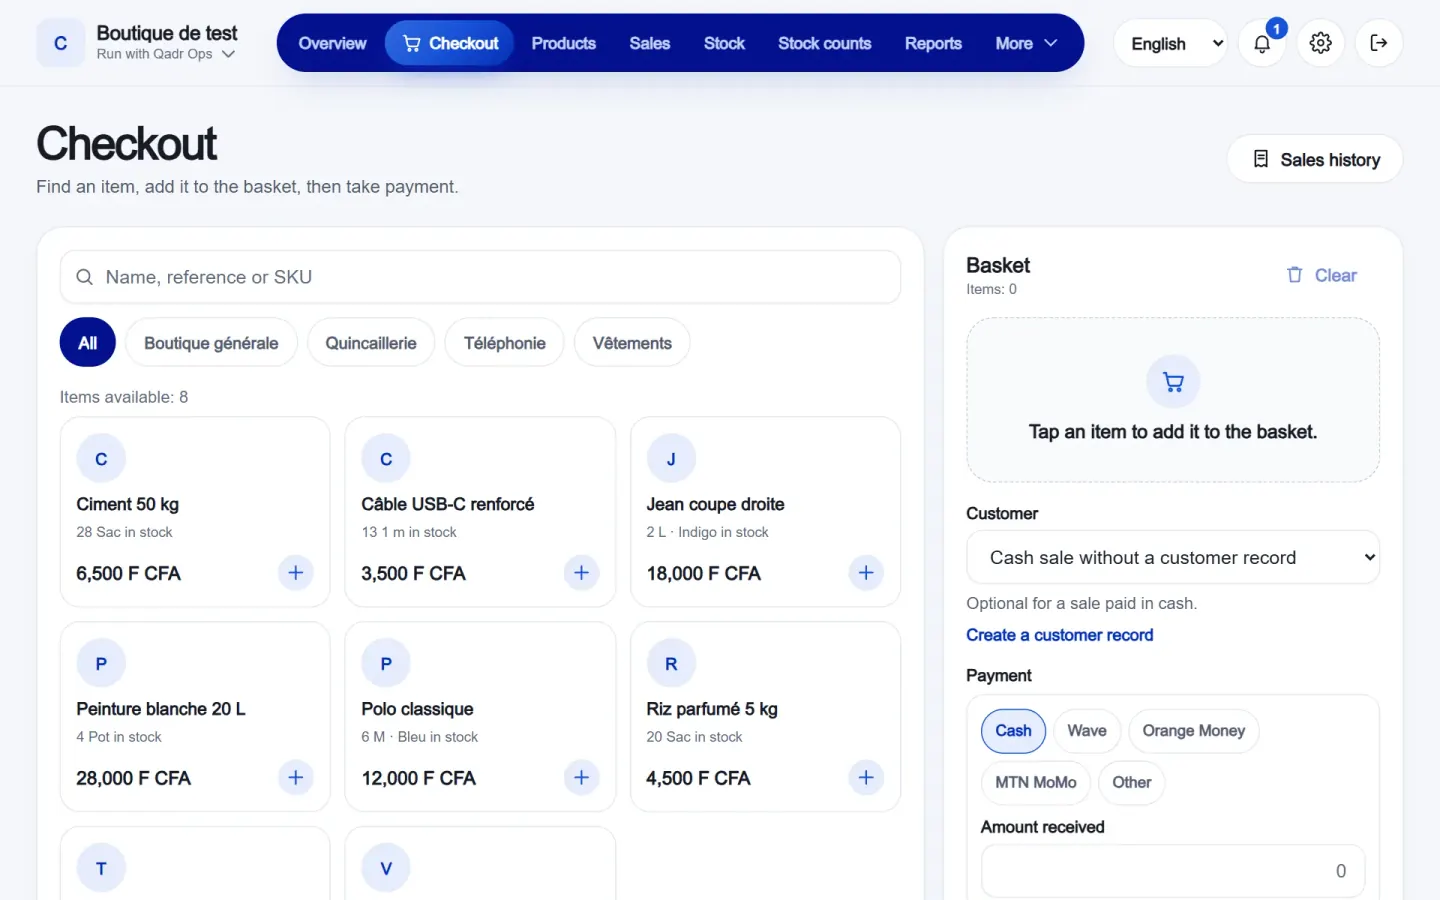 C
Boutique de test
Run with Qadr Ops
Overview
Checkout
Products
Sales
Stock
Stock counts
Reports
More
English
1
Checkout
Find an item, add it to the basket, then take payment.
Sales history
Name, reference or SKU
All
Boutique générale
Quincaillerie
Téléphonie
Vêtements
Items available: 8
C
Ciment 50 kg
28 Sac in stock
6,500 F CFA
C
Câble USB-C renforcé
13 1 m in stock
3,500 F CFA
J
Jean coupe droite
2 L · Indigo in stock
18,000 F CFA
P
Peinture blanche 20 L
4 Pot in stock
28,000 F CFA
P
Polo classique
6 M · Bleu in stock
12,000 F CFA
R
Riz parfumé 5 kg
20 Sac in stock
4,500 F CFA
T
V
Basket
Items: 0
Clear
Tap an item to add it to the basket.
Customer
Cash sale without a customer record
Optional for a sale paid in cash.
Create a customer record
Payment
Cash
Wave
Orange Money
MTN MoMo
Other
Amount received
0